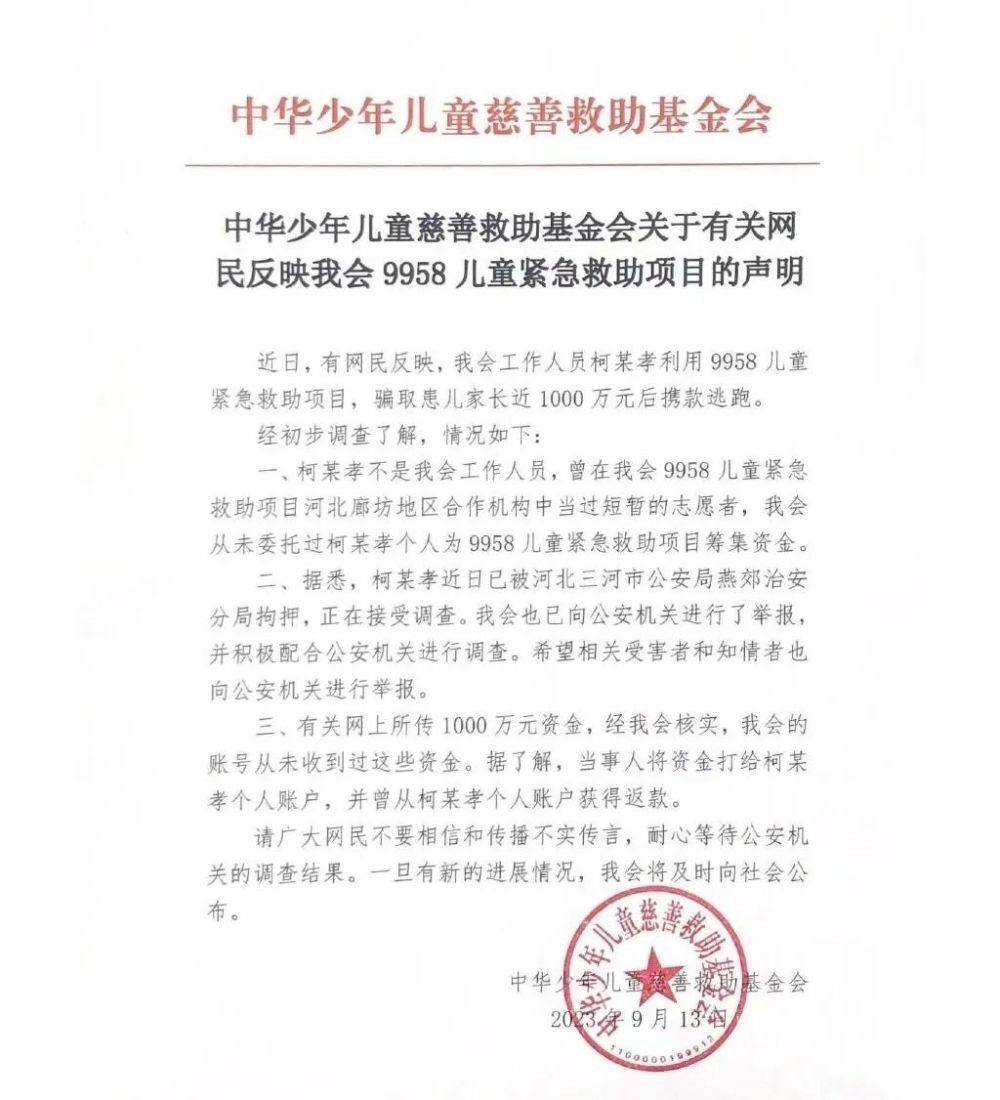 中华少年儿童慈善救助基金会
中华少年儿童慈善救助基金会关于有关网
民反映我会 9958 儿童紧急救助项目的声明
近日，有网民反映，我会工作人员柯某孝利用 9958 儿童
紧急救助项目，骗取患儿家长近 1000 万元后携款逃跑。
经初步调查了解，情况如下：
一、柯某孝不是我会工作人员，曾在我会 9958 儿童紧急
救助项目河北廊坊地区合作机构中当过短暂的志愿者，我会
从未委托过柯某孝个人为 9958 儿童紧急救助项目筹集资金。
二、据悉，柯某孝近日已被河北三河市公安局燕郊治安
分局拘押，正在接受调查。我会也已向公安机关进行了举报，
并积极配合公安机关进行调查。希望相关受害者和知情者也
向公安机关进行举报。
三、有关网上所传 1000 万元资金，经我会核实，我会的
账号从未收到过这些资金。据了解，当事人将资金打给柯某
孝个人账户，并曾从柯某孝个人账户获得返款。
请广大网民不要相信和传播不实传言，耐心等待公安机
关的调查结果。一旦有新的进展情况，我会将及时向社会公
布。
中华少年儿童慈善救助基金会
2023 年 9 月 13 日
中华少年儿童慈善救助基金会
1100000199912